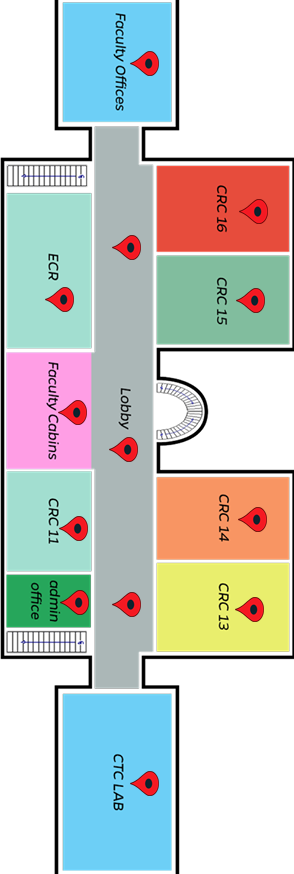 Faculty Offices
CRC 16
CRC 15
ECR
Faculty Cabins
Lobby
CRC 14
CRC 11
CRC 13
admin
office
CTC LAB